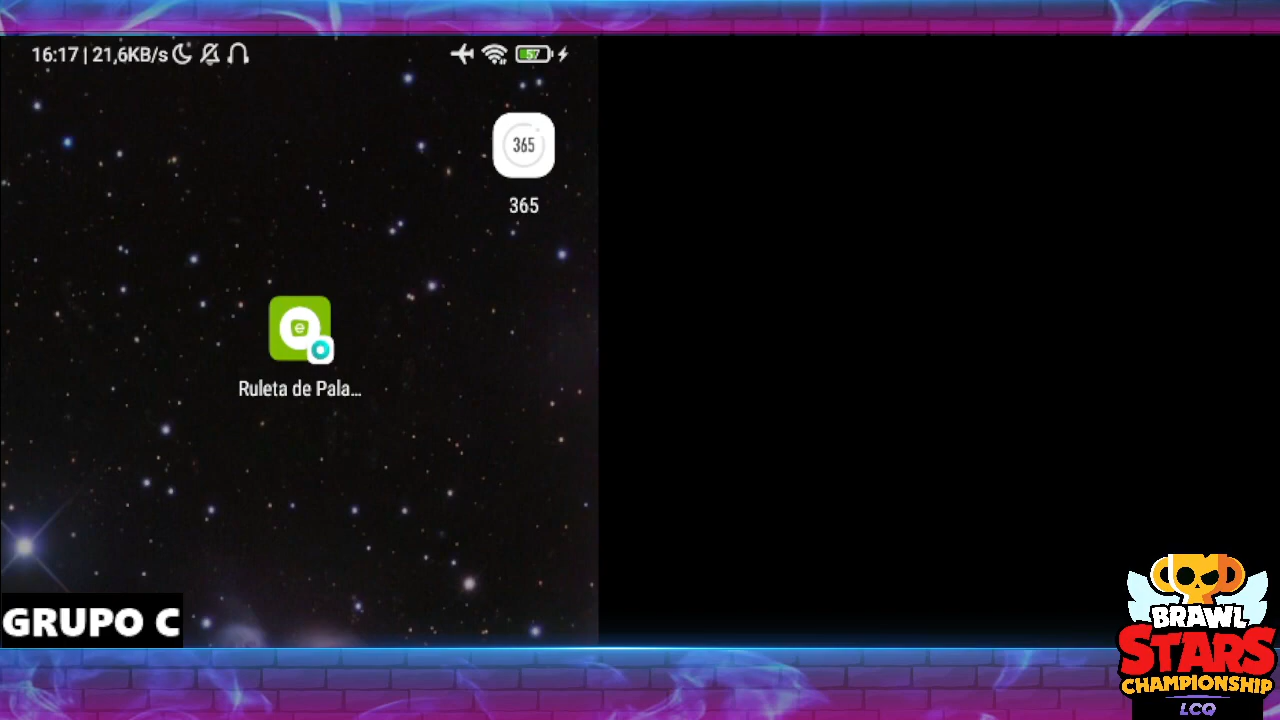 16:17 | 21,6KB/s
57
365
365
e
Ruleta de Pala...
GRUPO C
BRAWL
STARS
CHAMPIONSHIP
LCQ